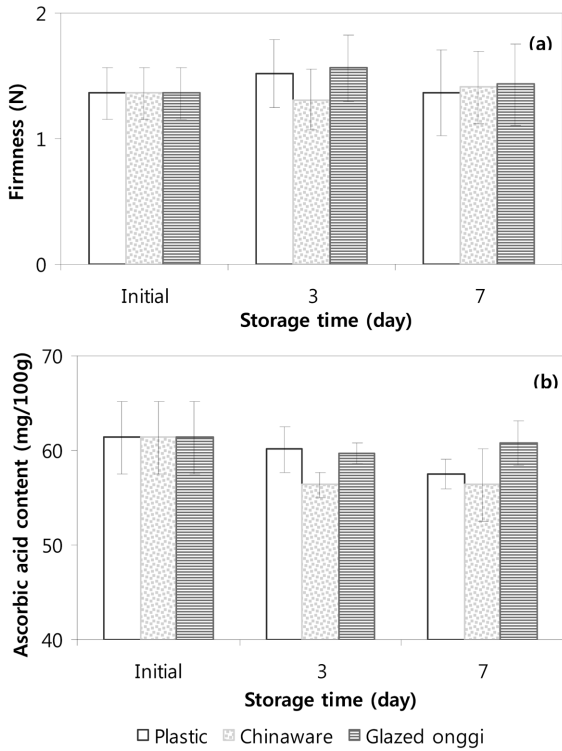 2
(a)
Firmness (N)
1
0
Initial
3
7
Storage time (day)
70
(b)
Ascorbic acid content (mg/100g)
60
50
40
Initial
3
7
Storage time (day)
Plastic
Chinaware
Glazed onggi